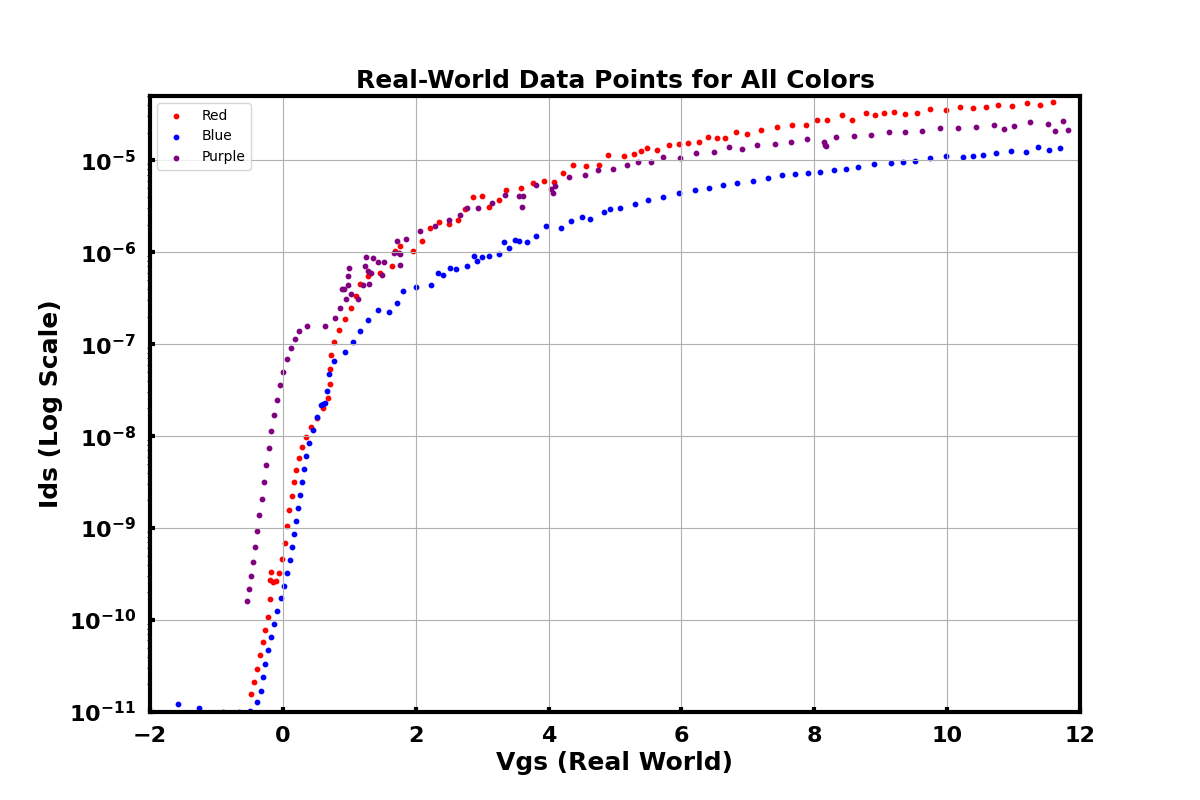 Real-World Data Points for All Colors
Red
Blue
Purple
Ids (Log Scale)
10⁻⁵
10⁻⁶
10⁻⁷
10⁻⁸
10⁻⁹
10⁻¹⁰
10⁻¹¹
−2 0 2 4 6 8 10 12
Vgs (Real World)